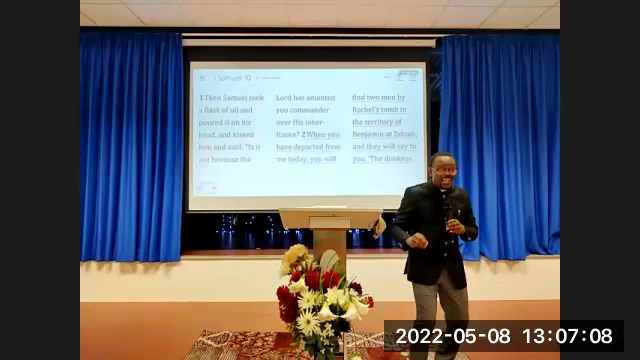 1 Samuel 10
1 Then Samuel took
a flask of oil and
poured it on his
head, and kissed
him and said: "Is it
not because the
Lord has anointed
you commander
over His inher-
itance? 2 When you
have departed from
me today, you will
find two men by
Rachel's tomb in
the territory of
Benjamin at Zelzah;
and they will say to
you, 'The donkeys
2022-05-08 13:07:08